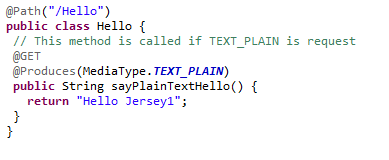 @Path("/Hello")
public class Hello {
// This method is called if TEXT_PLAIN is request
@GET
@Produces(MediaType.TEXT_PLAIN)
public String sayPlainTextHello() {
return "Hello Jersey1";
}
}